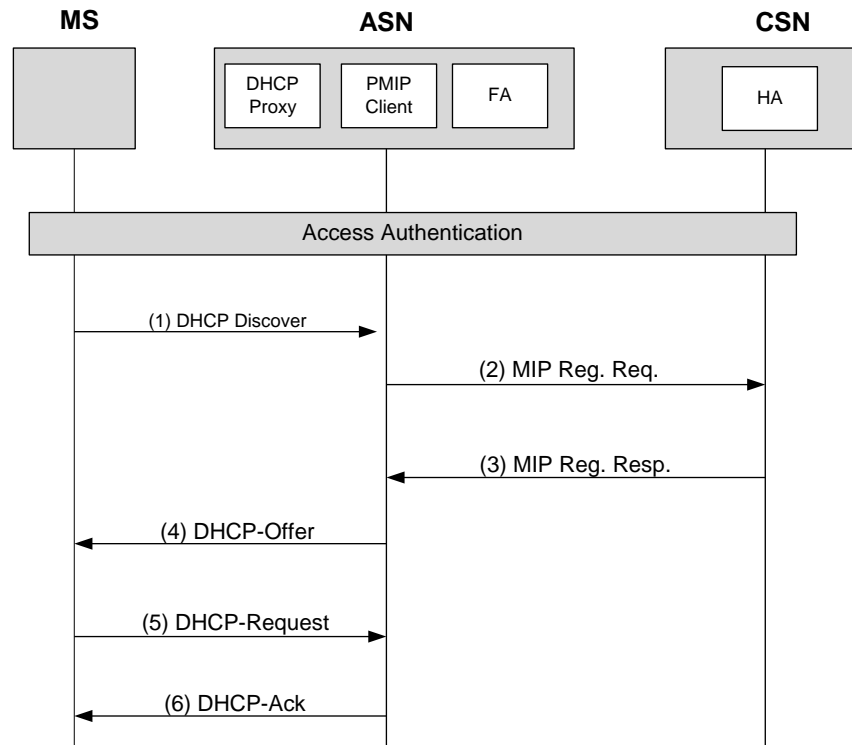 MS
ASN
CSN
DHCP
Proxy
PMIP
Client
FA
HA
Access Authentication
(1) DHCP Discover
(2) MIP Reg. Req.
(3) MIP Reg. Resp.
(4) DHCP-Offer
(5) DHCP-Request
(6) DHCP-Ack